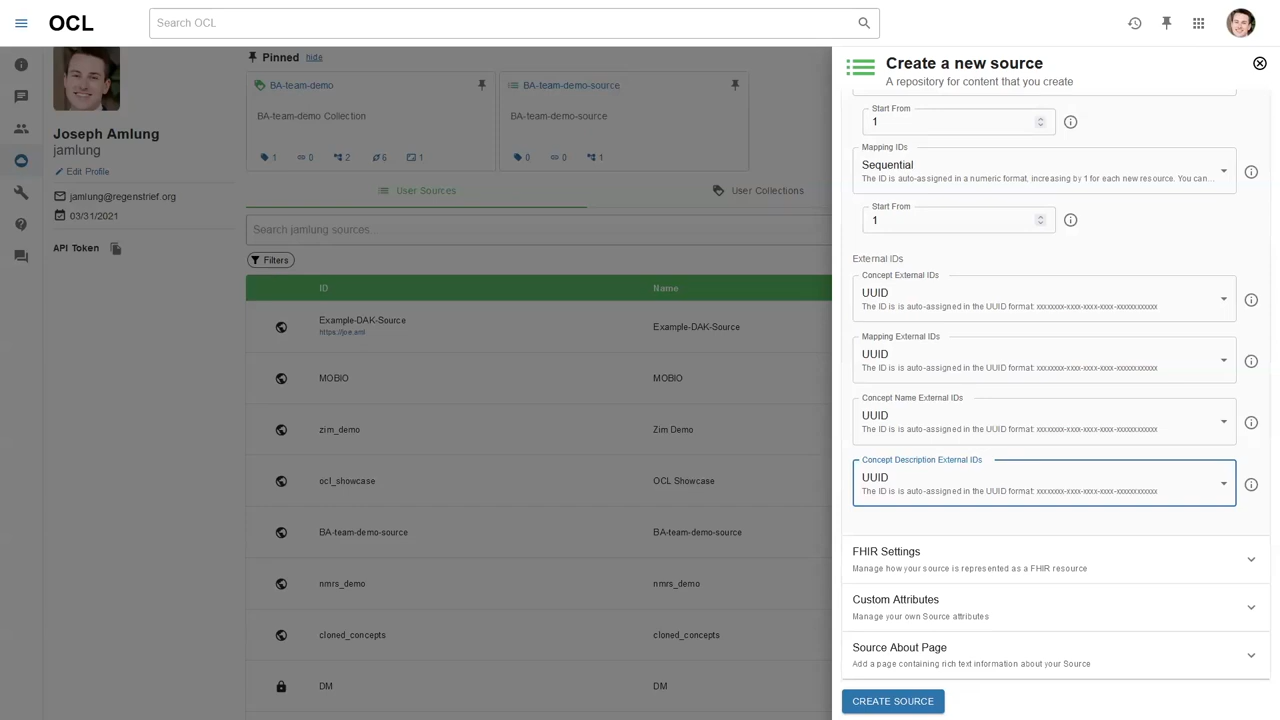 OCL
Search OCL
Joseph Amlung
jamlung
Edit Profile
jamlung@regenstrief.org
03/31/2021
API Token
Pinned hide
BA-team-demo
BA-team-demo Collection
1 0 2 6 1
BA-team-demo-source
BA-team-demo-source
0 0 1
User Sources
User Collections
Search jamlung sources...
Filters
ID Name
Example-DAK-Source Example-DAK-Source
MOBIO MOBIO
zim_demo Zim Demo
ocl_showcase OCL Showcase
BA-team-demo-source BA-team-demo-source
nmrs_demo nmrs_demo
cloned_concepts cloned_concepts
DM DM
Create a new source
A repository for content that you create
Start From
1
Mapping IDs
Sequential
The ID is auto-assigned in a numeric format, increasing by 1 for each new resource. You can...
Start From
1
External IDs
Concept External IDs
UUID
The ID is is auto-assigned in the UUID format: xxxxxxxx-xxxx-xxxx-xxxx-xxxxxxxxxxxx
Mapping External IDs
UUID
The ID is is auto-assigned in the UUID format: xxxxxxxx-xxxx-xxxx-xxxx-xxxxxxxxxxxx
Concept Name External IDs
UUID
The ID is is auto-assigned in the UUID format: xxxxxxxx-xxxx-xxxx-xxxx-xxxxxxxxxxxx
Concept Description External IDs
UUID
The ID is is auto-assigned in the UUID format: xxxxxxxx-xxxx-xxxx-xxxx-xxxxxxxxxxxx
FHIR Settings
Manage how your source is represented as a FHIR resource
Custom Attributes
Manage your own Source attributes
Source About Page
Add a page containing rich text information about your Source
CREATE SOURCE